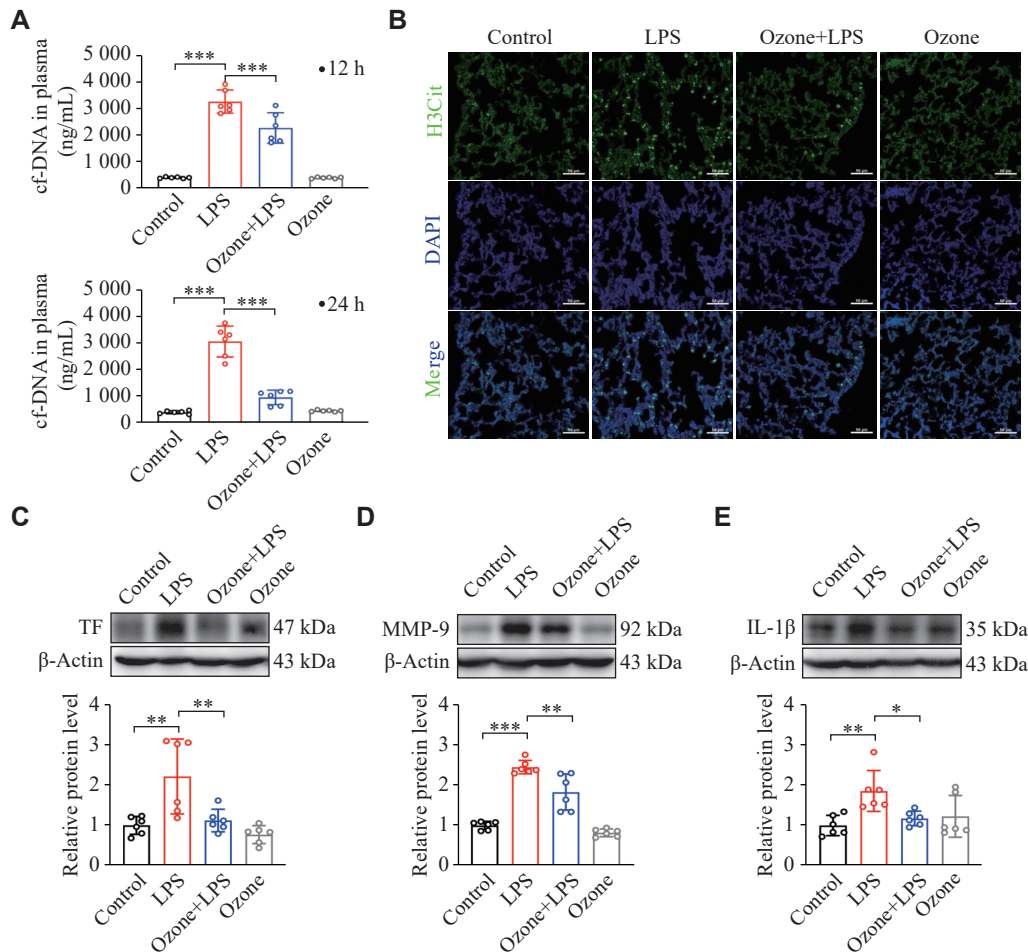 A
5 000
4 000
3 000
2 000
1 000
0
cf-DNA in plasma
(ng/mL)
***
***
•12 h
Control
LPS
Ozone+LPS
Ozone
5 000
4 000
3 000
2 000
1 000
0
cf-DNA in plasma
(ng/mL)
***
***
•24 h
Control
LPS
Ozone+LPS
Ozone
B
Control
LPS
Ozone+LPS
Ozone
H3Cit
DAPI
Merge
C
Control
LPS
Ozone+LPS
Ozone
TF
47 kDa
β-Actin
43 kDa
Relative protein level
4
3
2
1
0
**
**
Control
LPS
Ozone+LPS
Ozone
D
Control
LPS
Ozone+LPS
Ozone
MMP-9
92 kDa
β-Actin
43 kDa
Relative protein level
4
3
2
1
0
***
**
Control
LPS
Ozone+LPS
Ozone
E
Control
LPS
Ozone+LPS
Ozone
IL-1β
35 kDa
β-Actin
43 kDa
Relative protein level
4
3
2
1
0
**
*
Control
LPS
Ozone+LPS
Ozone